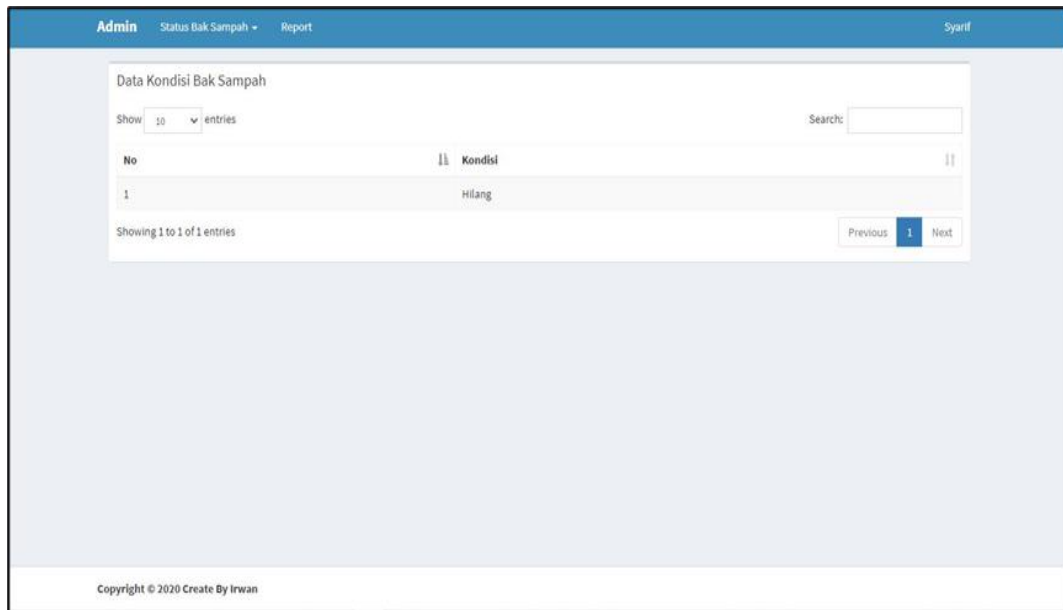 Admin Status Bak Sampah Report Syarif
Data Kondisi Bak Sampah
Show 10 entries Search:
No Kondisi
1 Hilang
Showing 1 to 1 of 1 entries Previous 1 Next
Copyright © 2020 Create By Irwan